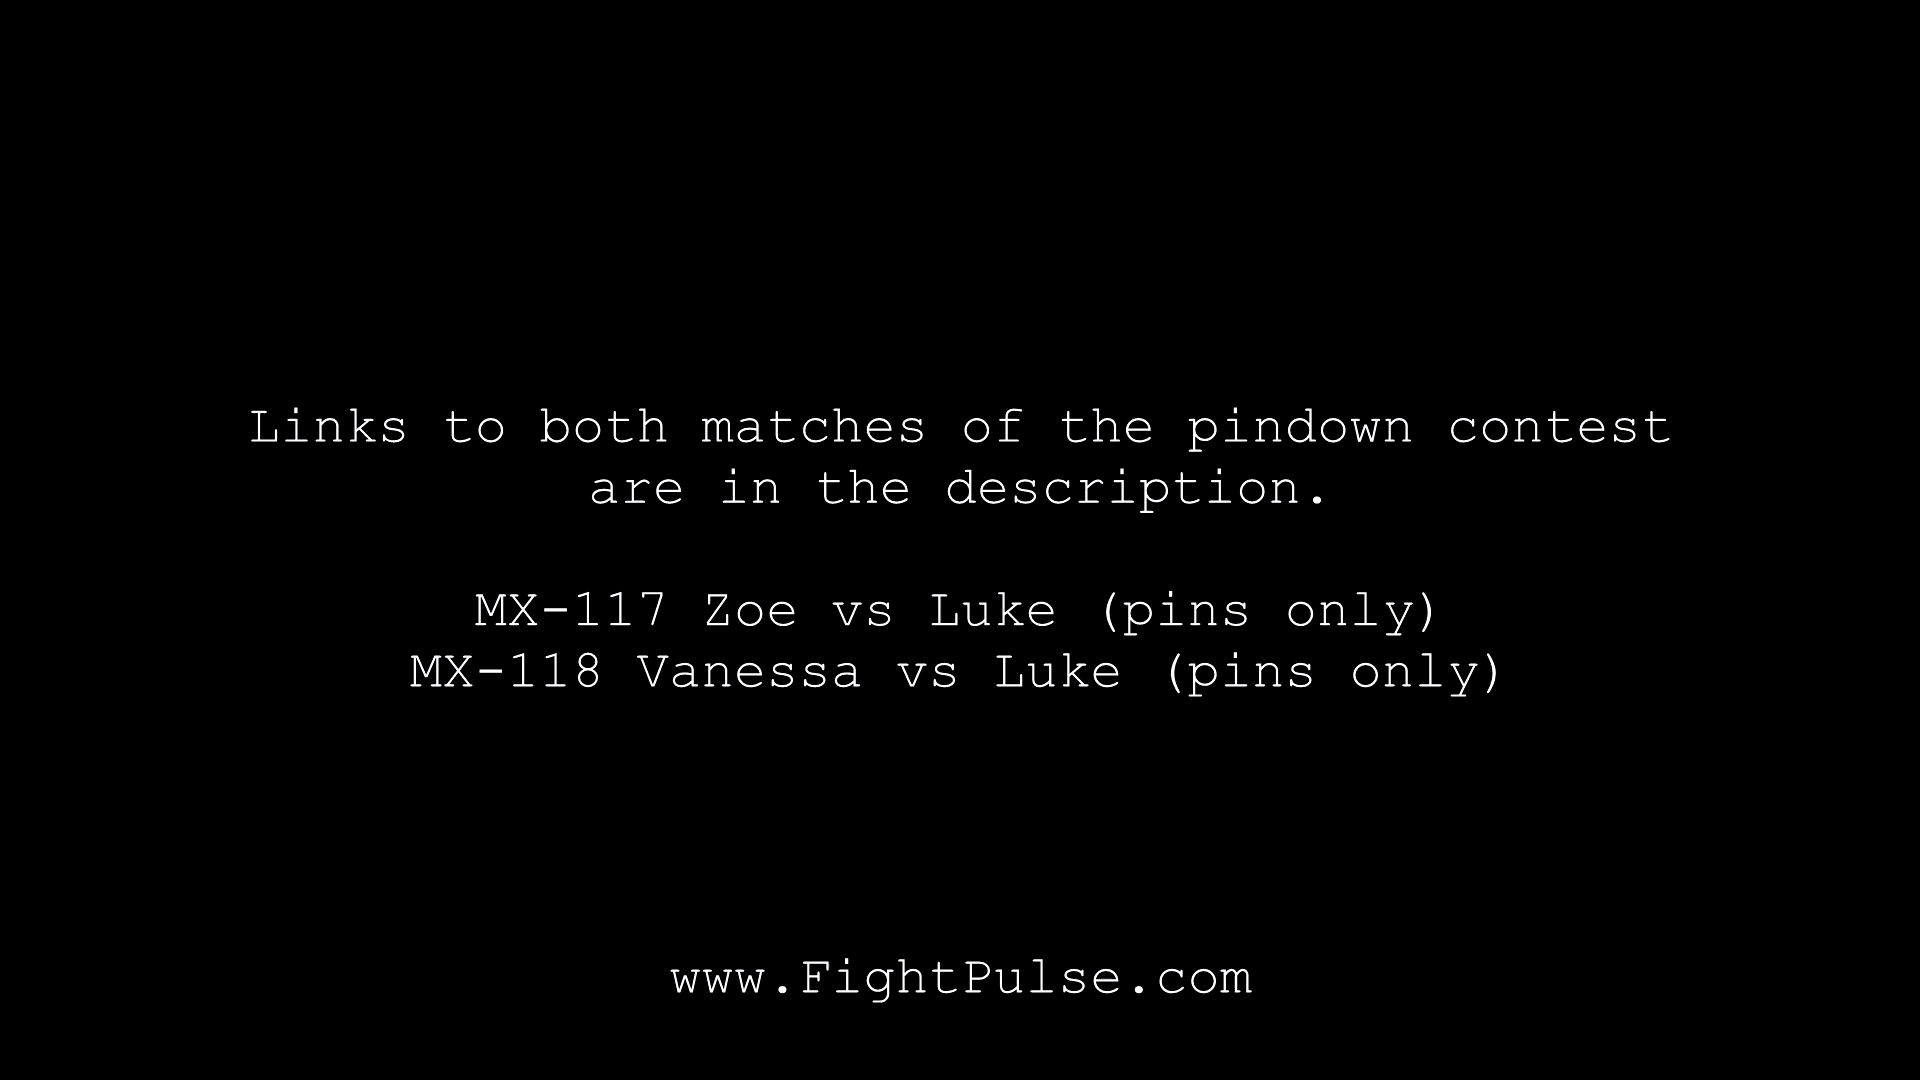 Links to both matches of the pindown contest
are in the description.
MX-117 Zoe vs Luke (pins only)
MX-118 Vanessa vs Luke (pins only)
www.FightPulse.com